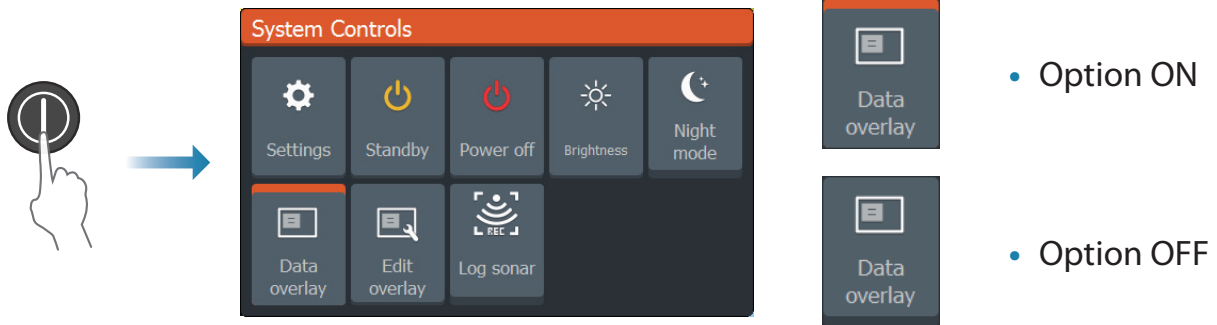 System Controls
Settings
Standby
Power off
Brightness
Night
mode
Data
overlay
Edit
overlay
REC
Log sonar
Data
overlay
• Option ON
Data
overlay
• Option OFF